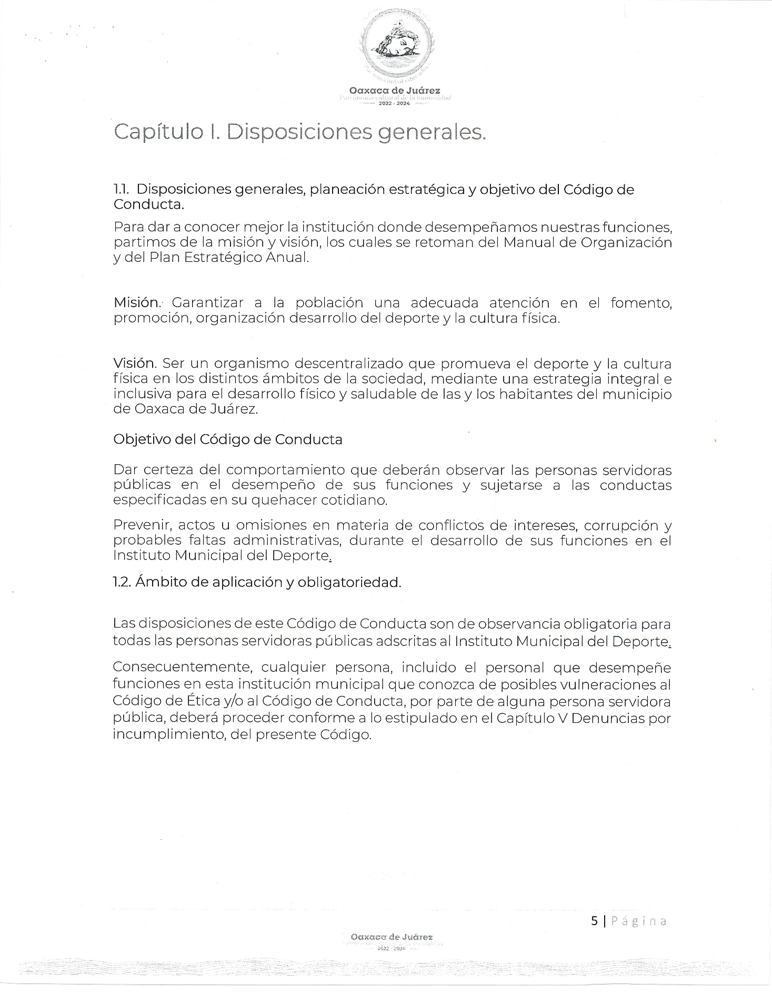 Por una ciudad educadora
Oaxaca de Juárez
Patrimonio cultural de la humanidad
2022 - 2024
Capítulo I. Disposiciones generales.
1.1. Disposiciones generales, planeación estratégica y objetivo del Código de
Conducta.
Para dar a conocer mejor la institución donde desempeñamos nuestras funciones,
partimos de la misión y visión, los cuales se retoman del Manual de Organización
y del Plan Estratégico Anual.
Misión. Garantizar a la población una adecuada atención en el fomento,
promoción, organización desarrollo del deporte y la cultura física.
Visión. Ser un organismo descentralizado que promueva el deporte y la cultura
física en los distintos ámbitos de la sociedad, mediante una estrategia integral e
inclusiva para el desarrollo físico y saludable de las y los habitantes del municipio
de Oaxaca de Juárez.
Objetivo del Código de Conducta
Dar certeza del comportamiento que deberán observar las personas servidoras
públicas en el desempeño de sus funciones y sujetarse a las conductas
especificadas en su quehacer cotidiano.
Prevenir, actos u omisiones en materia de conflictos de intereses, corrupción y
probables faltas administrativas, durante el desarrollo de sus funciones en el
Instituto Municipal del Deporte.
1.2. Ámbito de aplicación y obligatoriedad.
Las disposiciones de este Código de Conducta son de observancia obligatoria para
todas las personas servidoras públicas adscritas al Instituto Municipal del Deporte.
Consecuentemente, cualquier persona, incluido el personal que desempeñe
funciones en esta institución municipal que conozca de posibles vulneraciones al
Código de Ética y/o al Código de Conducta, por parte de alguna persona servidora
pública, deberá proceder conforme a lo estipulado en el Capítulo V Denuncias por
incumplimiento, del presente Código.
5 | Página
Oaxaca de Juárez
2022 - 2024